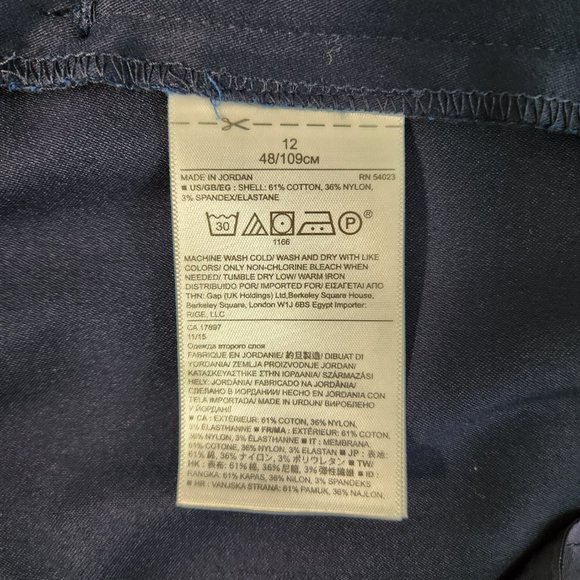 12
48/109CM
MADE IN JORDAN RN 54023
■ US/GB/EG : SHELL: 61% COTTON, 36% NYLON,
3% SPANDEX/ELASTANE
30 P ®
1166
MACHINE WASH COLD/ WASH AND DRY WITH LIKE
COLORS/ ONLY NON-CHLORINE BLEACH WHEN
NEEDED/ TUMBLE DRY LOW/ WARM IRON
DISTRIBUIDO POR/ IMPORTED FOR/ ΕΙΣΑΓΕΤΑΙ ΑΠΟ
ΤΗΝ: Gap (UK Holdings) Ltd,Berkeley Square House,
Berkeley Square, London W1J 6BS Egypt Importer:
RIGE, LLC
CA 17897
11/15
Одежда второго слоя
FABRIQUÉ EN JORDANIE/ 約旦製造/ DIBUAT DI
YORDANIA/ ZEMLJA PROIZVODNJE JORDAN/
ΚΑΤΑΣΚΕΥΑΣΤΗΚΕ ΣΤΗΝ ΙΟΡΔΑΝΙΑ/ SZÁRMAZÁSI
HELY: JORDÁNIA/ FABRICADO NA JORDÂNIA/
СДЕЛАНО В ИОРДАНИИ/ HECHO EN JORDANIA CON
TELA IMPORTADA/ MADE IN URDUN/ ВИРОБЛЕНО
У ЙОРДАНІЇ
■ CA : EXTÉRIEUR: 61% COTON, 36% NYLON,
3% ÉLASTHANNE ■ FR/MA : EXTÉRIEUR: 61% COTON,
36% NYLON, 3% ÉLASTHANNE ■ IT : MEMBRANA:
61% COTONE, 36% NYLON, 3% ELASTAN ■ JP : 表地:
綿 61%, 36% ナイロン, 3% ポリウレタン ■ TW/
HK : 表布: 61% 棉, 36% 尼龍, 3% 彈性纖維 ■ ID :
RANGKA: 61% KAPAS, 36% NILON, 3% SPANDEKS
■ HR : VANJSKA STRANA: 61% PAMUK, 36% NAJLON,